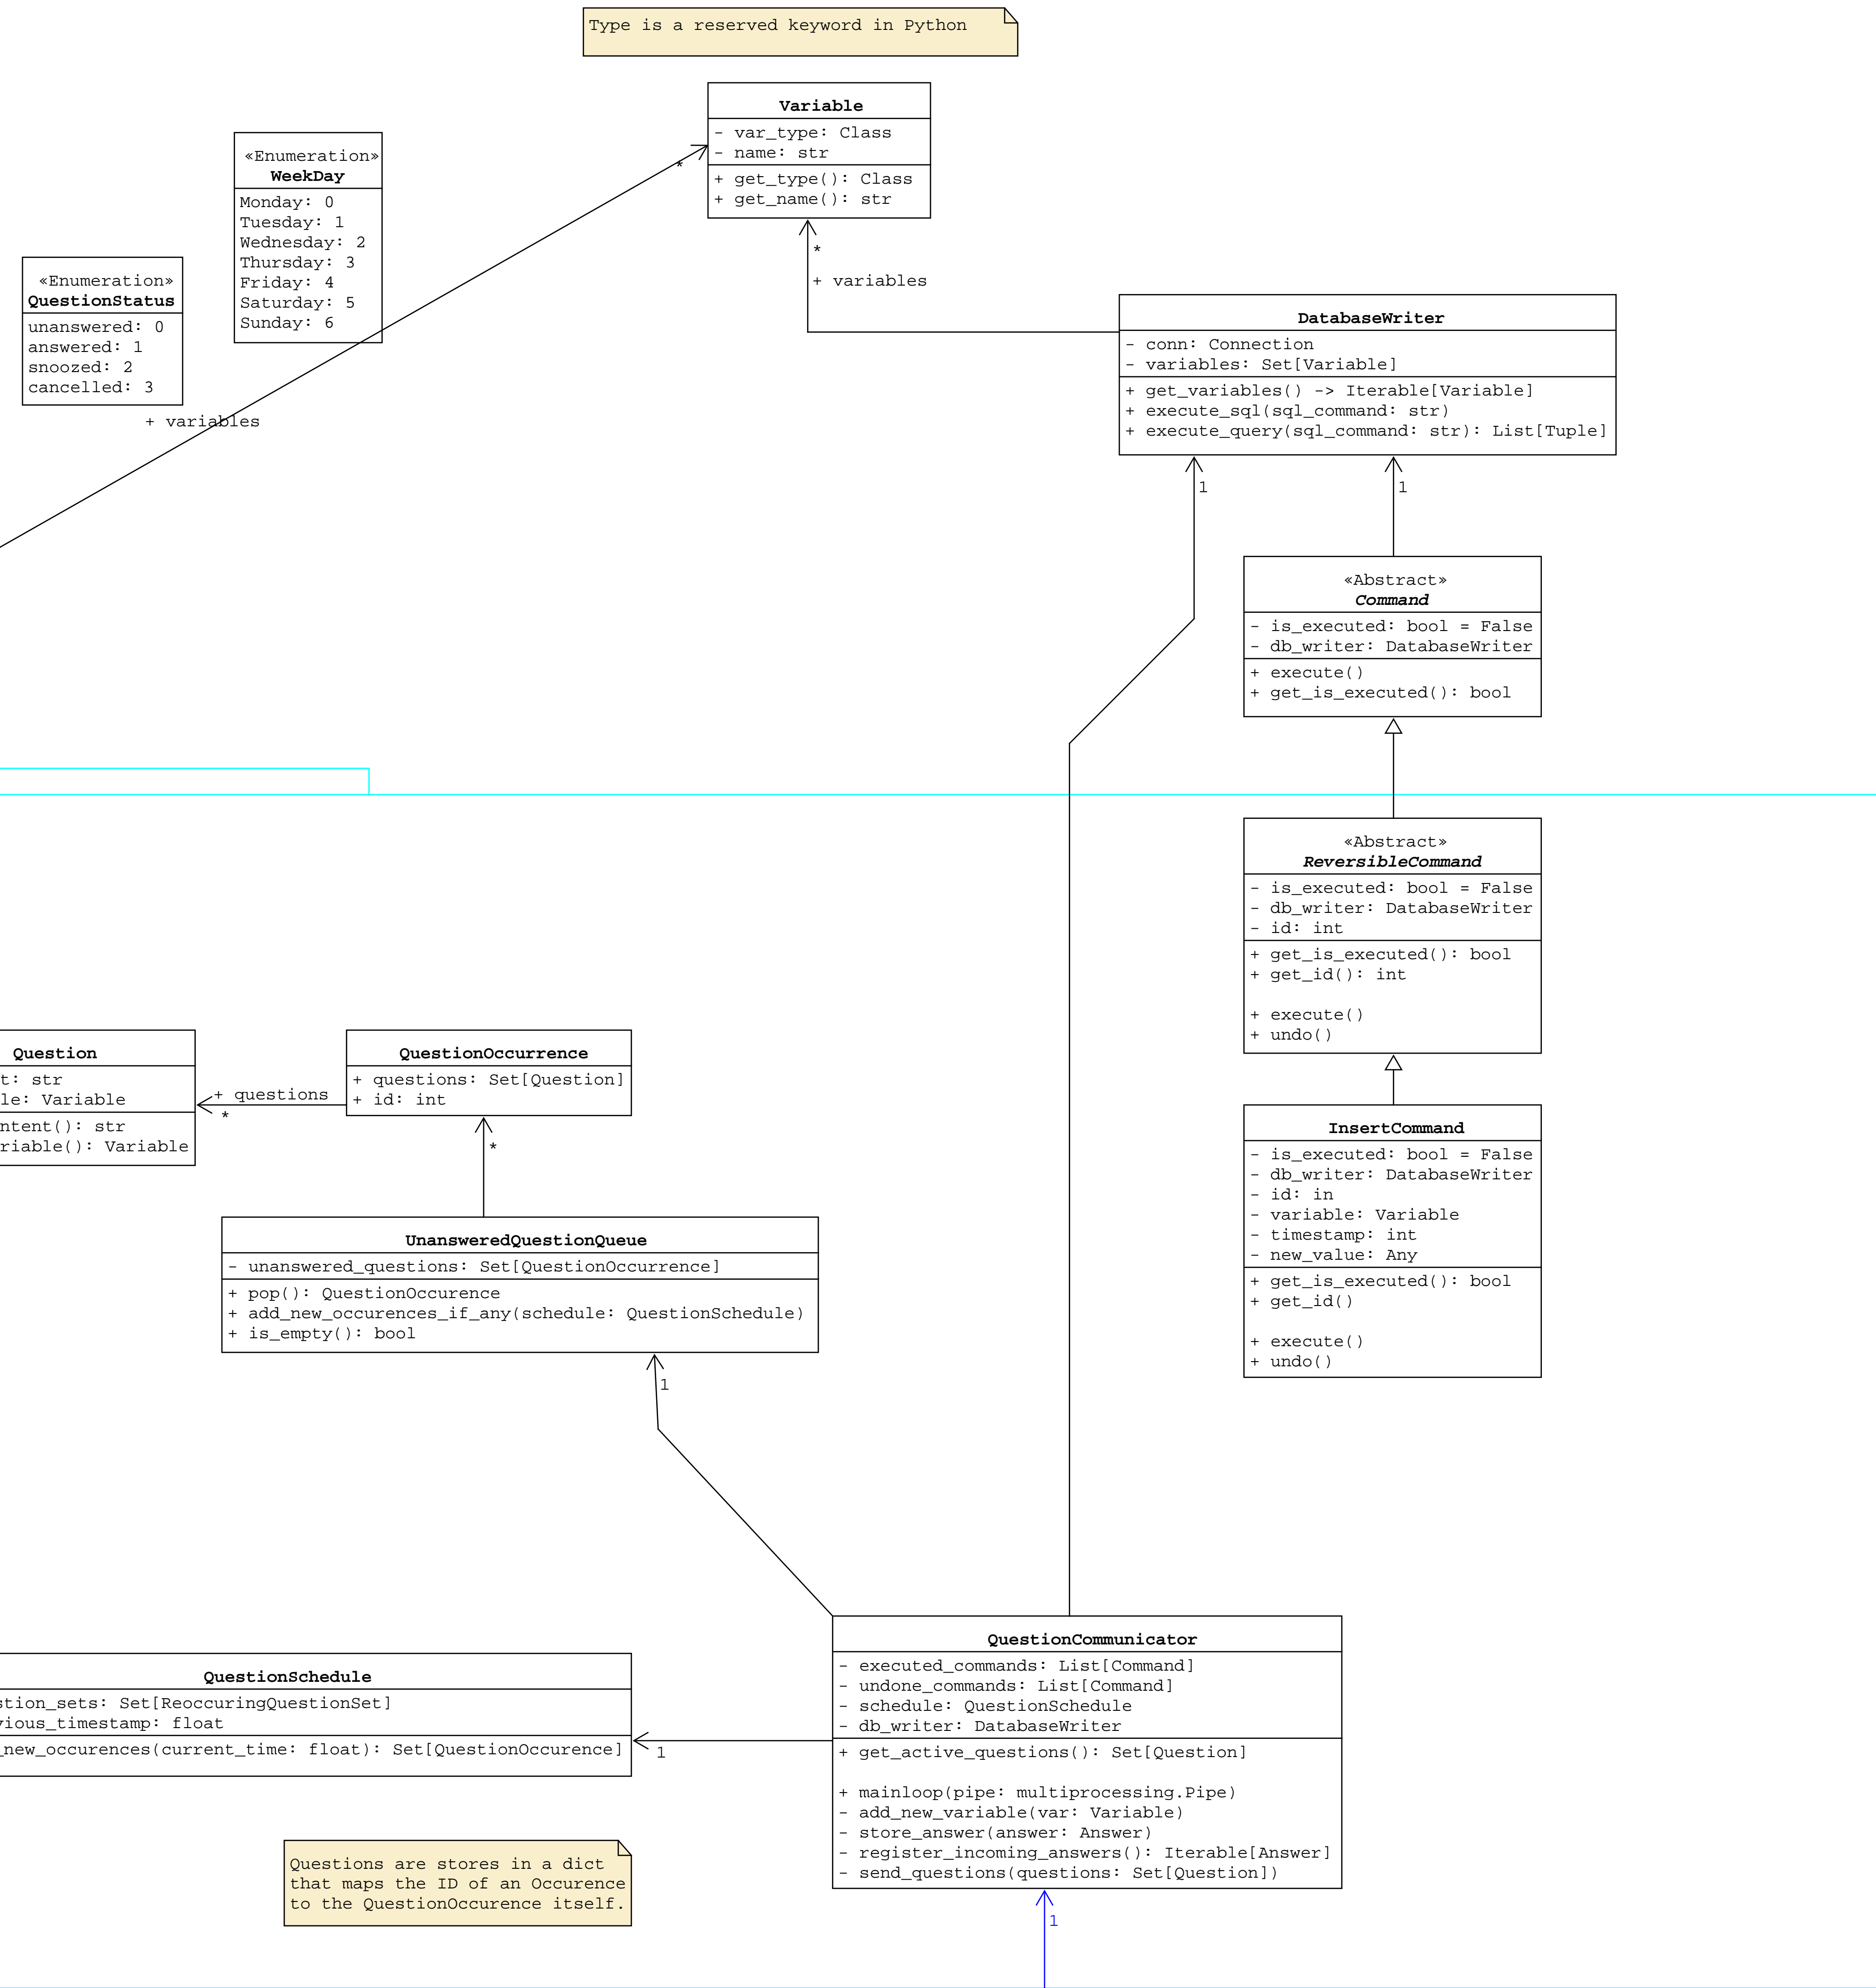 Type is a reserved keyword in Python
Variable
- var_type: Class
- name: str
+ get_type(): Class
+ get_name(): str
*
«Enumeration»
WeekDay
Monday: 0
Tuesday: 1
Wednesday: 2
Thursday: 3
Friday: 4
Saturday: 5
Sunday: 6
*
+ variables
«Enumeration»
QuestionStatus
unanswered: 0
answered: 1
snoozed: 2
cancelled: 3
+ variables
DatabaseWriter
- conn: Connection
- variables: Set[Variable]
+ get_variables() -> Iterable[Variable]
+ execute_sql(sql_command: str)
+ execute_query(sql_command: str): List[Tuple]
1
1
«Abstract»
Command
- is_executed: bool = False
- db_writer: DatabaseWriter
+ execute()
+ get_is_executed(): bool
«Abstract»
ReversibleCommand
- is_executed: bool = False
- db_writer: DatabaseWriter
- id: int
+ get_is_executed(): bool
+ get_id(): int
+ execute()
+ undo()
Question
t: str
le: Variable
ntent(): str
riable(): Variable
+ questions
*
QuestionOccurrence
+ questions: Set[Question]
+ id: int
*
InsertCommand
- is_executed: bool = False
- db_writer: DatabaseWriter
- id: in
- variable: Variable
- timestamp: int
- new_value: Any
+ get_is_executed(): bool
+ get_id()
+ execute()
+ undo()
UnansweredQuestionQueue
- unanswered_questions: Set[QuestionOccurrence]
+ pop(): QuestionOccurence
+ add_new_occurences_if_any(schedule: QuestionSchedule)
+ is_empty(): bool
1
QuestionSchedule
stion_sets: Set[ReoccuringQuestionSet]
vious_timestamp: float
_new_occurences(current_time: float): Set[QuestionOccurence]
1
QuestionCommunicator
- executed_commands: List[Command]
- undone_commands: List[Command]
- schedule: QuestionSchedule
- db_writer: DatabaseWriter
+ get_active_questions(): Set[Question]
+ mainloop(pipe: multiprocessing.Pipe)
- add_new_variable(var: Variable)
- store_answer(answer: Answer)
- register_incoming_answers(): Iterable[Answer]
- send_questions(questions: Set[Question])
Questions are stores in a dict
that maps the ID of an Occurence
to the QuestionOccurence itself.
1